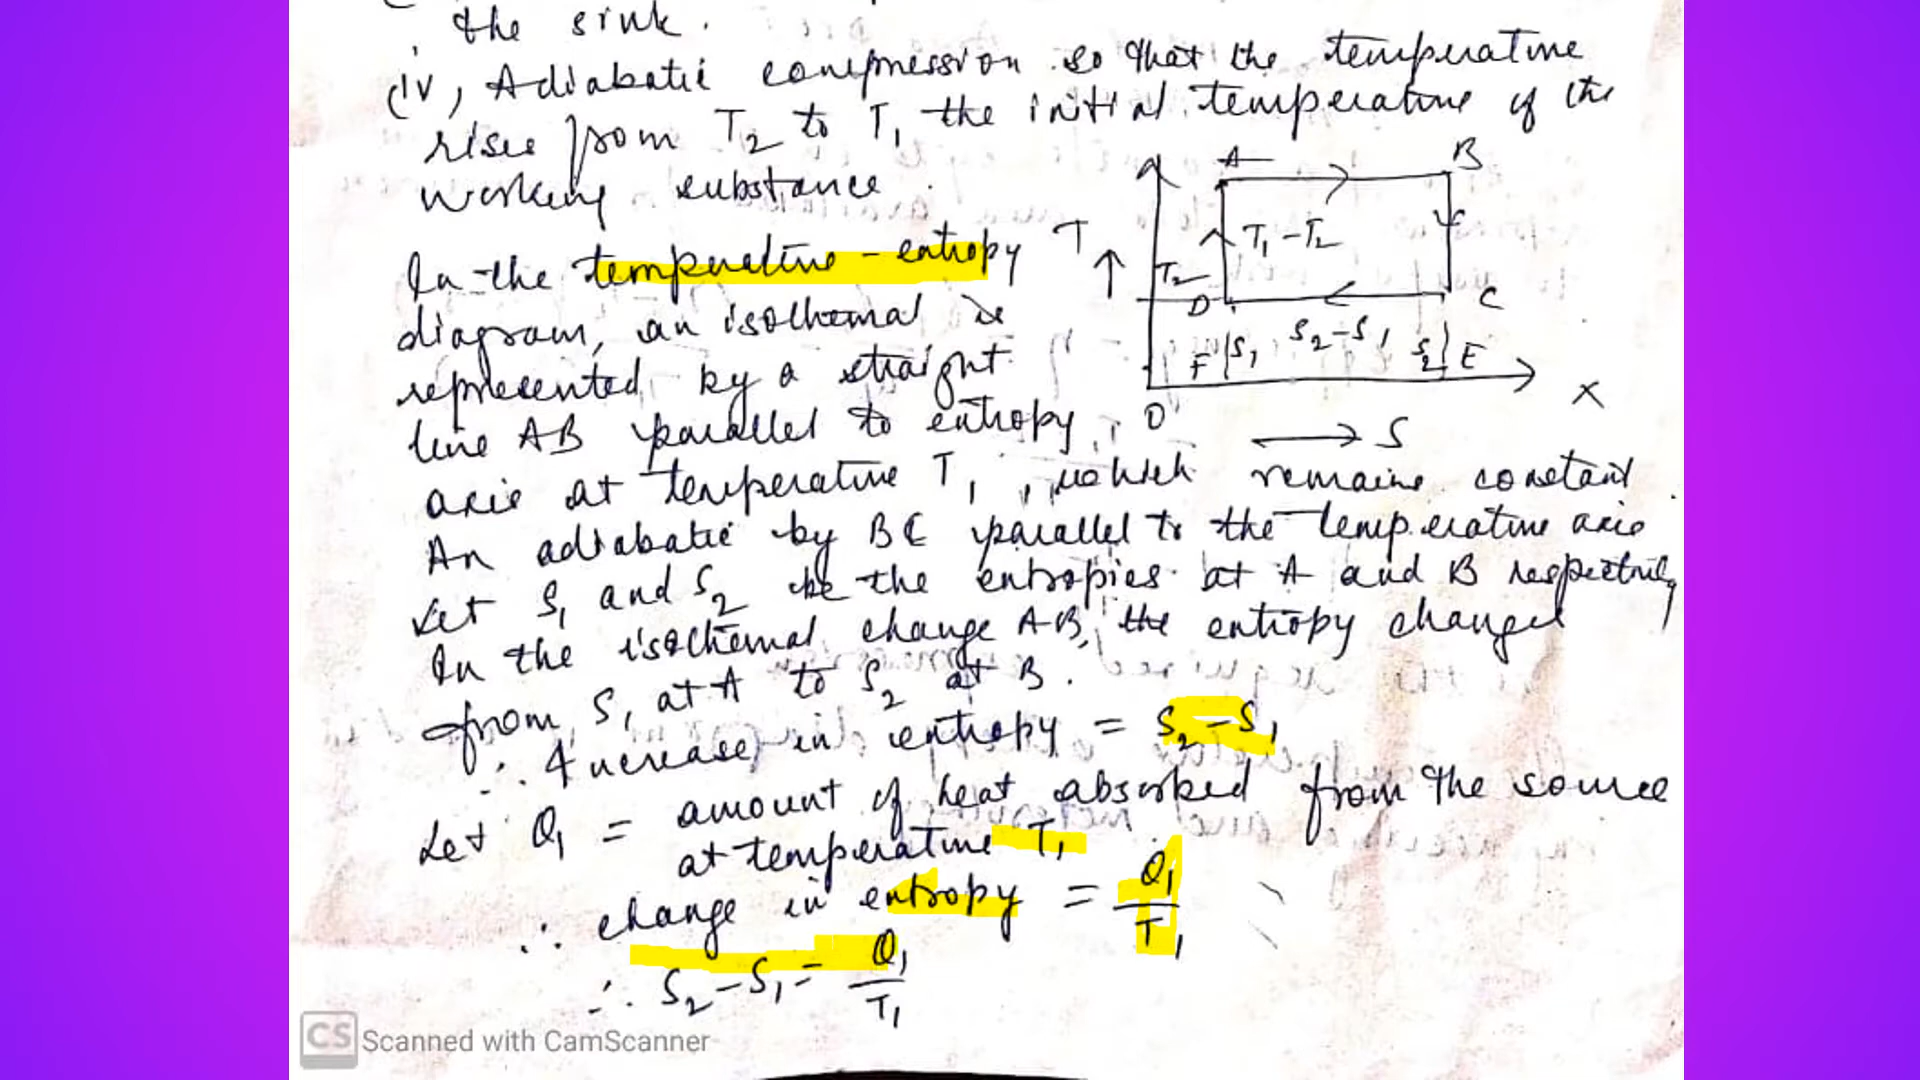 the sink.
(iv) Adiabatic compression so that the temperature
rises from T2 to T1 the initial temperature of the
working substance.
In the temperature - entropy
diagram, an isothermal is
represented by a straight
line AB parallel to entropy
axis at temperature T1, which remains constant.
An adiabatic by BC parallel to the temperature axis
Let S1 and S2 be the entropies at A and B respectively
In the isothermal change AB, the entropy changed
from S1 at A to S2 at B.
∴ Increase in entropy = S2 - S1
Let Q1 = amount of heat absorbed from the source
at temperature T1
∴ change in entropy = Q1/T1
∴ S2 - S1 = Q1/T1
A B
T T1 - T2
T2
D C
F S1 S2 - S1 S2 E
O X
S
CS Scanned with CamScanner